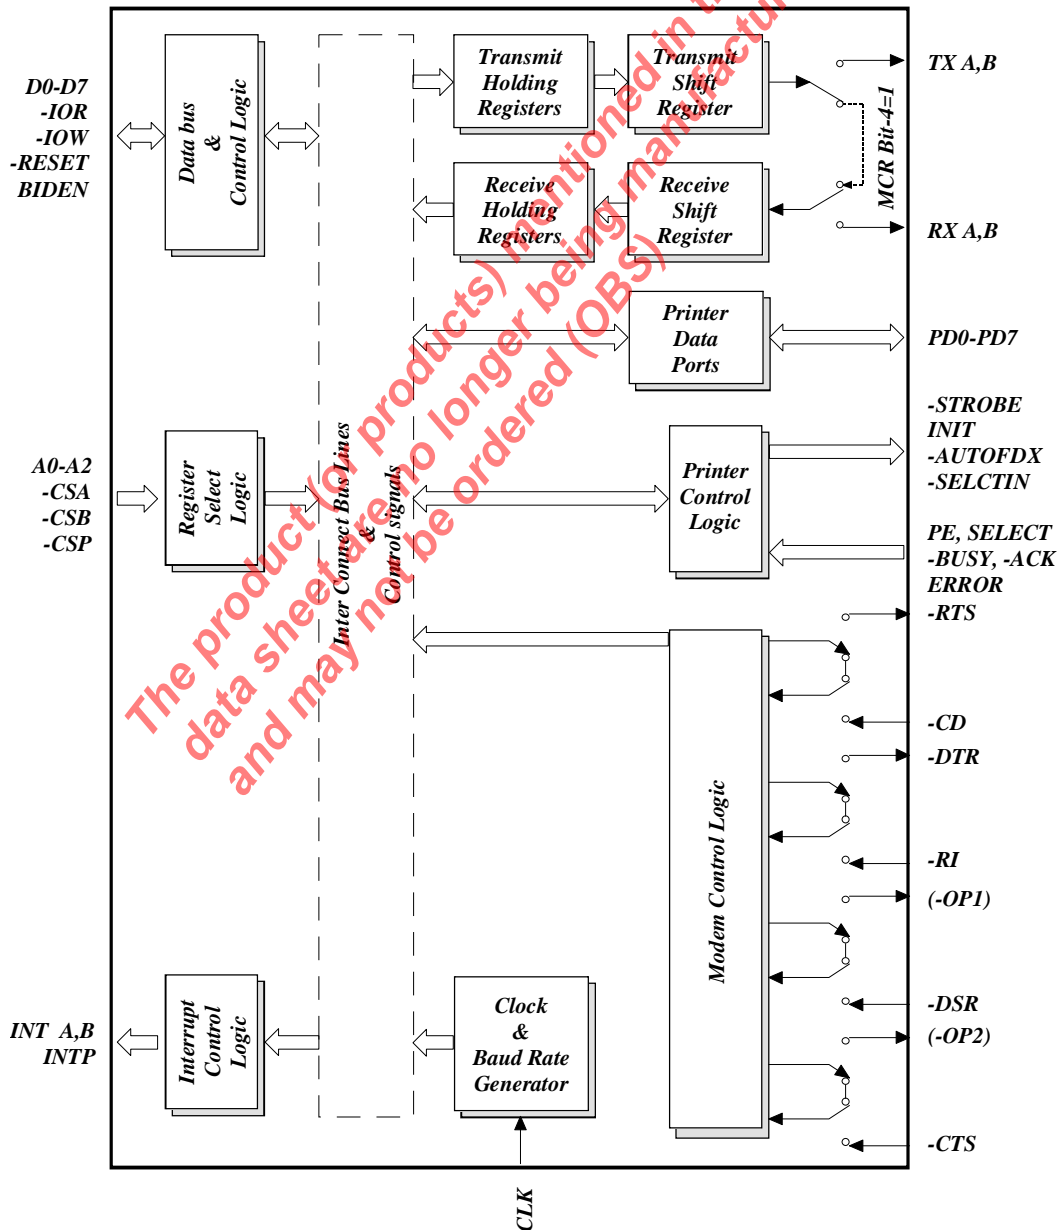 D0-D7
-IOR
-IOW
-RESET
BIDEN
Data bus
&
Control Logic
Transmit
Holding
Registers
Transmit
Shift
Register
TX A,B
MCR Bit-4=1
Receive
Holding
Registers
Receive
Shift
Register
RX A,B
Printer
Data
Ports
PD0-PD7
A0-A2
-CSA
-CSB
-CSP
Register
Select
Logic
Inter Connect Bus Lines
&
Control signals
Printer
Control
Logic
-STROBE
INIT
-AUTOFDX
-SELCTIN
PE, SELECT
-BUSY, -ACK
ERROR
-RTS
-CD
-DTR
Modem Control Logic
-RI
(-OP1)
-DSR
(-OP2)
-CTS
INT A,B
INTP
Interrupt
Control
Logic
Clock
&
Baud Rate
Generator
CLK
The product (or products) mentioned in
data sheet are no longer being
and may not be ordered (OBS)